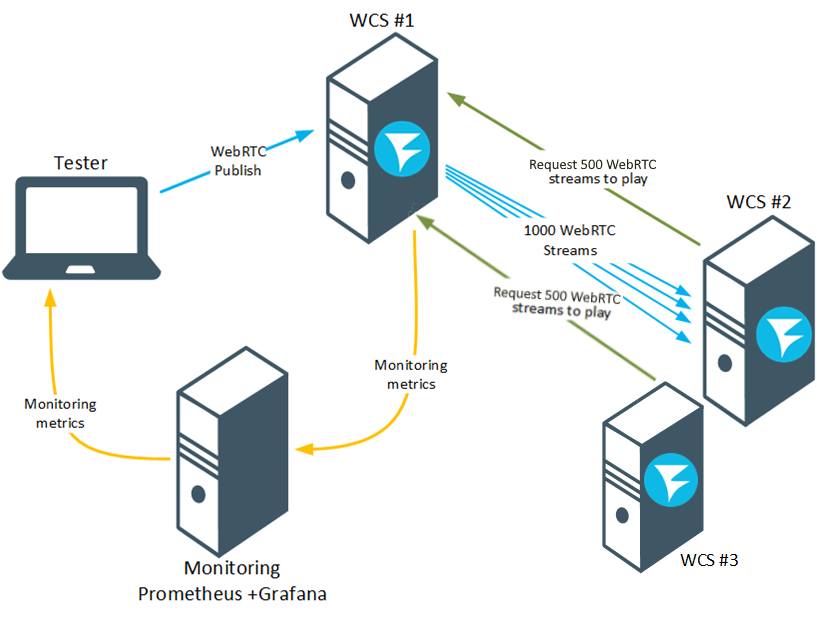 WCS #1
WebRTC
Publish
Tester
Request 500 WebRTC
streams to play
WCS #2
1000 WebRTC
Streams
Request 500 WebRTC
streams to play
Monitoring
metrics
Monitoring
metrics
WCS #3
Monitoring
Prometheus +Grafana